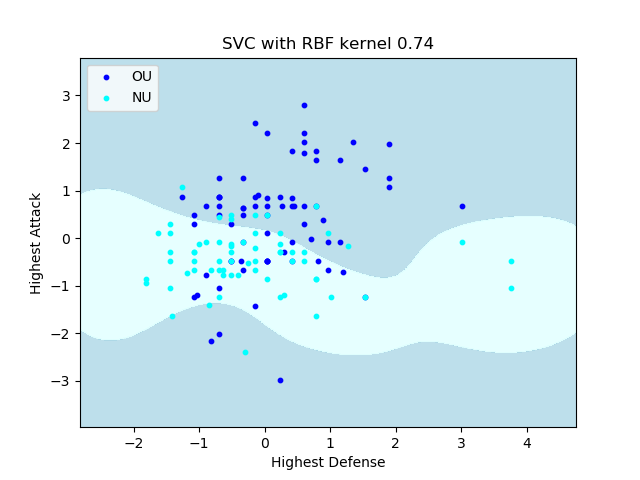 SVC with RBF kernel 0.74
OU
NU
3
2
1
0
−1
−2
−3
Highest Attack
−2
−1
0
1
2
3
4
Highest Defense